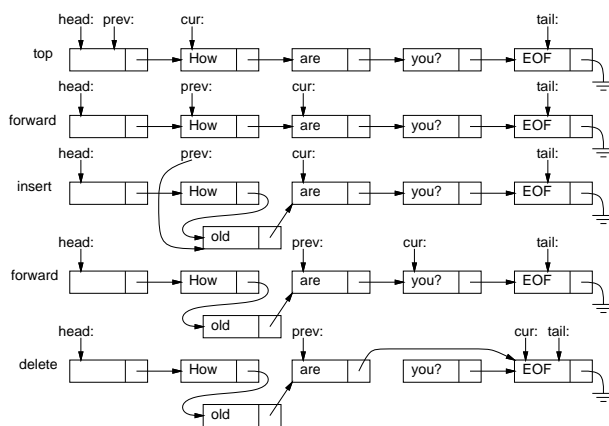 head: prev: cur: tail:
top How are you? EOF
head: prev: cur: tail:
forward How are you? EOF
head: prev: cur: tail:
insert How are you? EOF
old
head: prev: cur: tail:
forward How are you? EOF
old
head: prev: cur: tail:
delete How are you? EOF
old